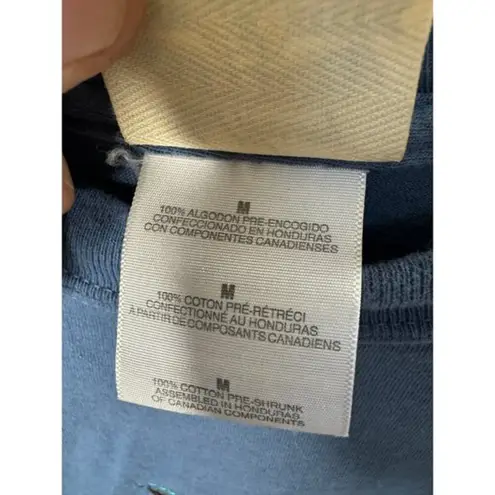 M
100% ALGODON PRE-ENCOGIDO
CONFECCIONADO EN HONDURAS
CON COMPONENTES CANADIENSES
M
100% COTON PRÉ-RÉTRÉCI
CONFECTIONNÉ AU HONDURAS
A PARTIR DE COMPOSANTS CANADIENS
M
100% COTTON PRE-SHRUNK
ASSEMBLED IN HONDURAS
OF CANADIAN COMPONENTS